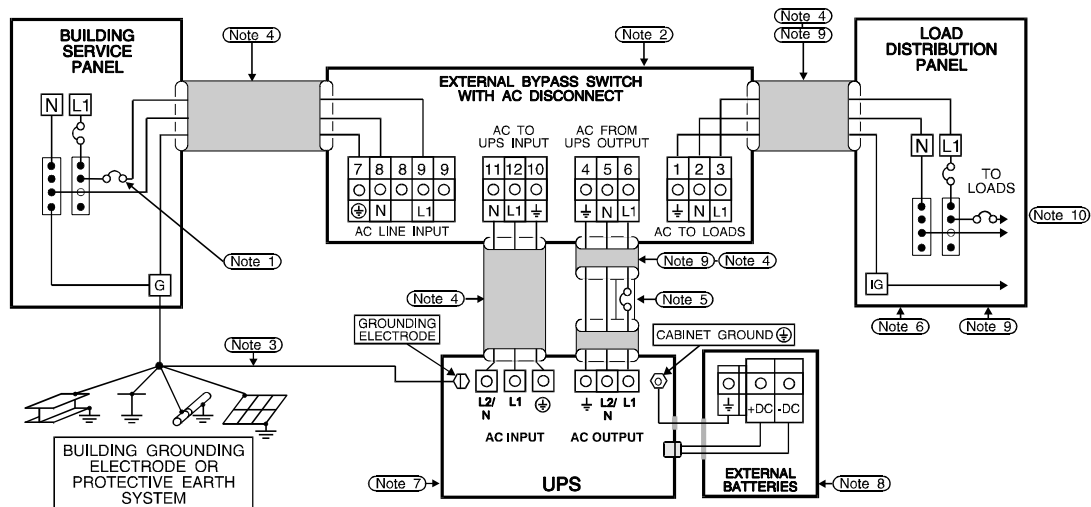 BUILDING
SERVICE
PANEL
Note 4
Note 2
Note 4
Note 9
LOAD
DISTRIBUTION
PANEL
EXTERNAL BYPASS SWITCH
WITH AC DISCONNECT
N L1
AC TO
UPS INPUT
AC FROM
UPS OUTPUT
N L1
7 8 8 9 9
11 12 10
4 5 6
1 2 3
TO
LOADS
N L1
N L1
N L1
N L1
AC LINE INPUT
AC TO LOADS
Note 10
Note 1
Note 9
Note 4
G
IG
Note 4
Note 5
Note 6
Note 9
GROUNDING
ELECTRODE
CABINET GROUND
Note 3
L2/
N
L1
L2/
N
L1
+DC -DC
AC INPUT
AC OUTPUT
BUILDING GROUNDING
ELECTRODE OR
PROTECTIVE EARTH
SYSTEM
Note 7
UPS
EXTERNAL
BATTERIES
Note 8